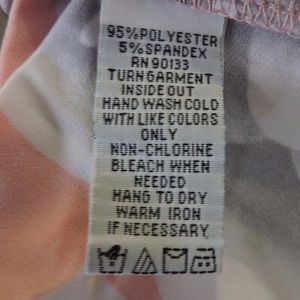 95% POLYESTER
5% SPANDEX
RN 90133
TURN GARMENT
INSIDE OUT
HAND WASH COLD
WITH LIKE COLORS
ONLY
NON-CHLORINE
BLEACH WHEN
NEEDED
HANG TO DRY
WARM IRON
IF NECESSARY